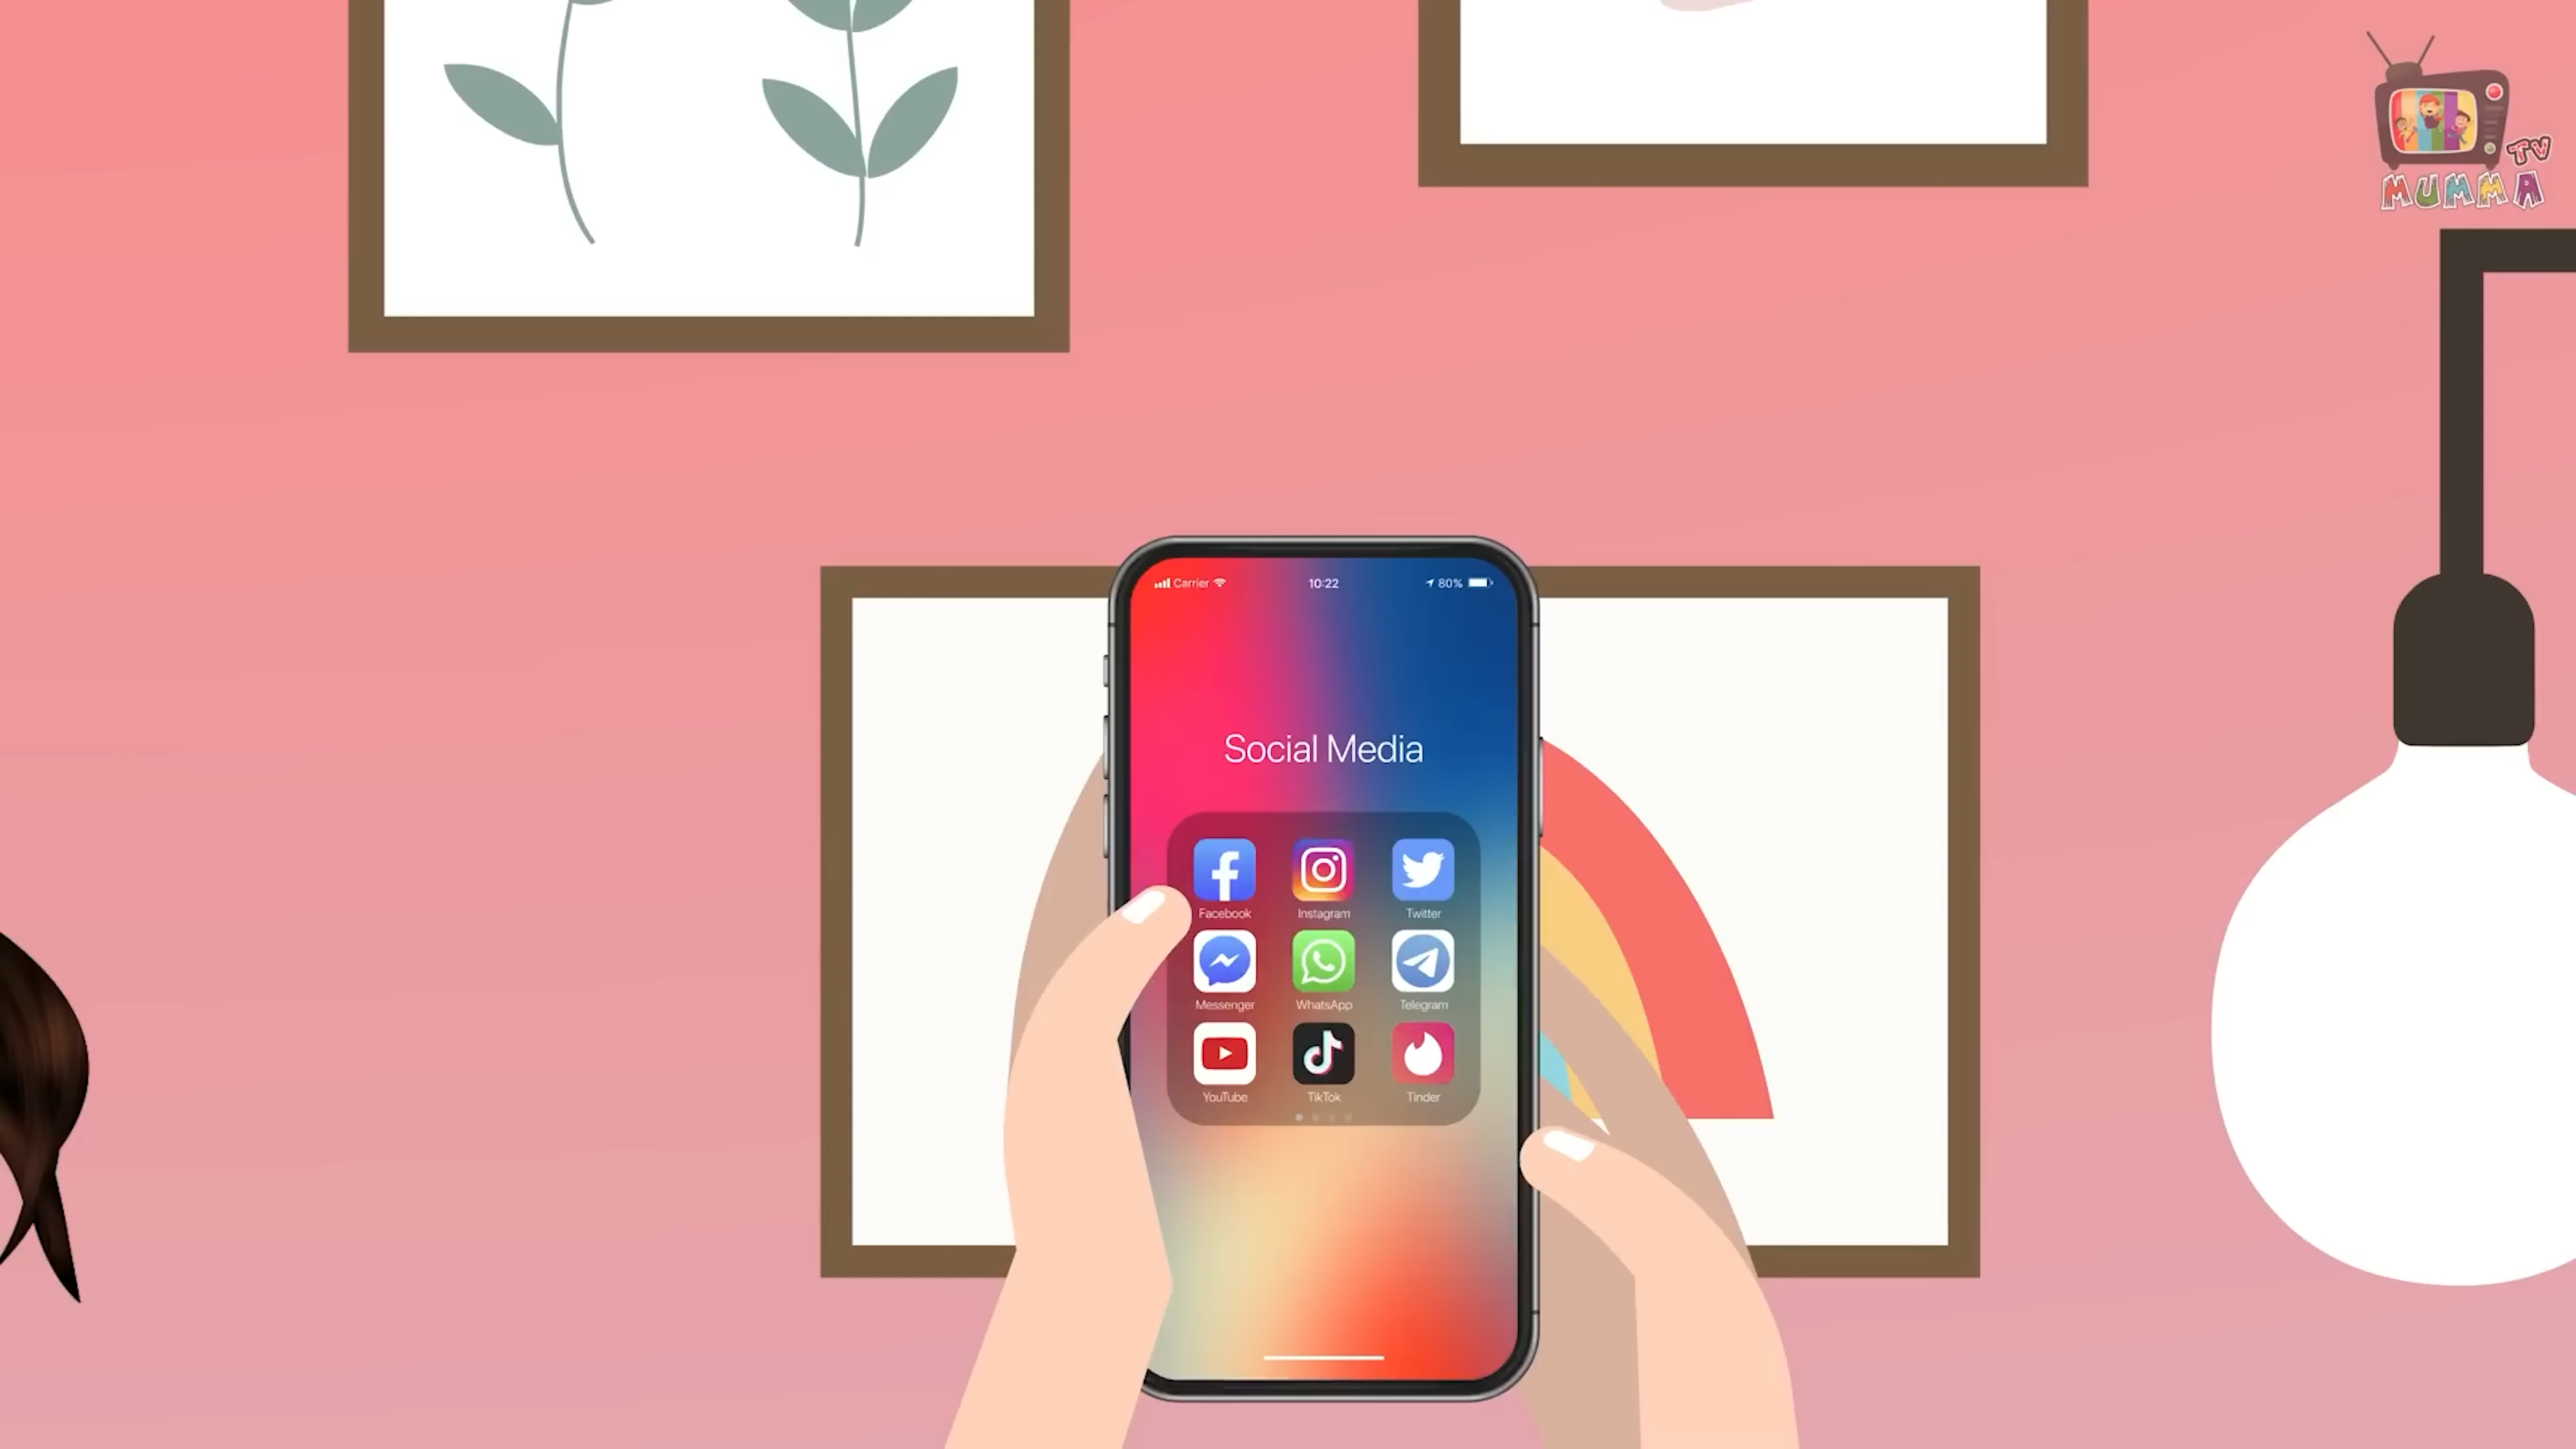 TV
MUMMA
Carrier 10:22 80%
Social Media
Facebook Instagram Twitter
Messenger WhatsApp Telegram
YouTube TikTok Tinder